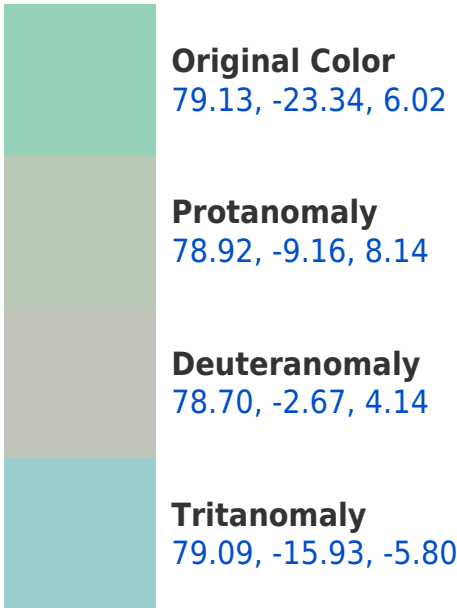 Original Color
79.13, -23.34, 6.02
Protanomaly
78.92, -9.16, 8.14
Deuteranomaly
78.70, -2.67, 4.14
Tritanomaly
79.09, -15.93, -5.80